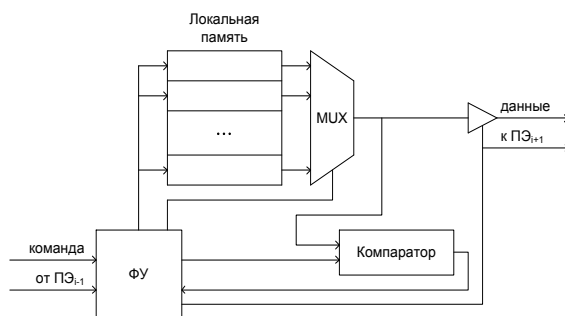 Локальная
память
...
MUX
данные
к ПЭi+1
команда
от ПЭi-1
ФУ
Компаратор